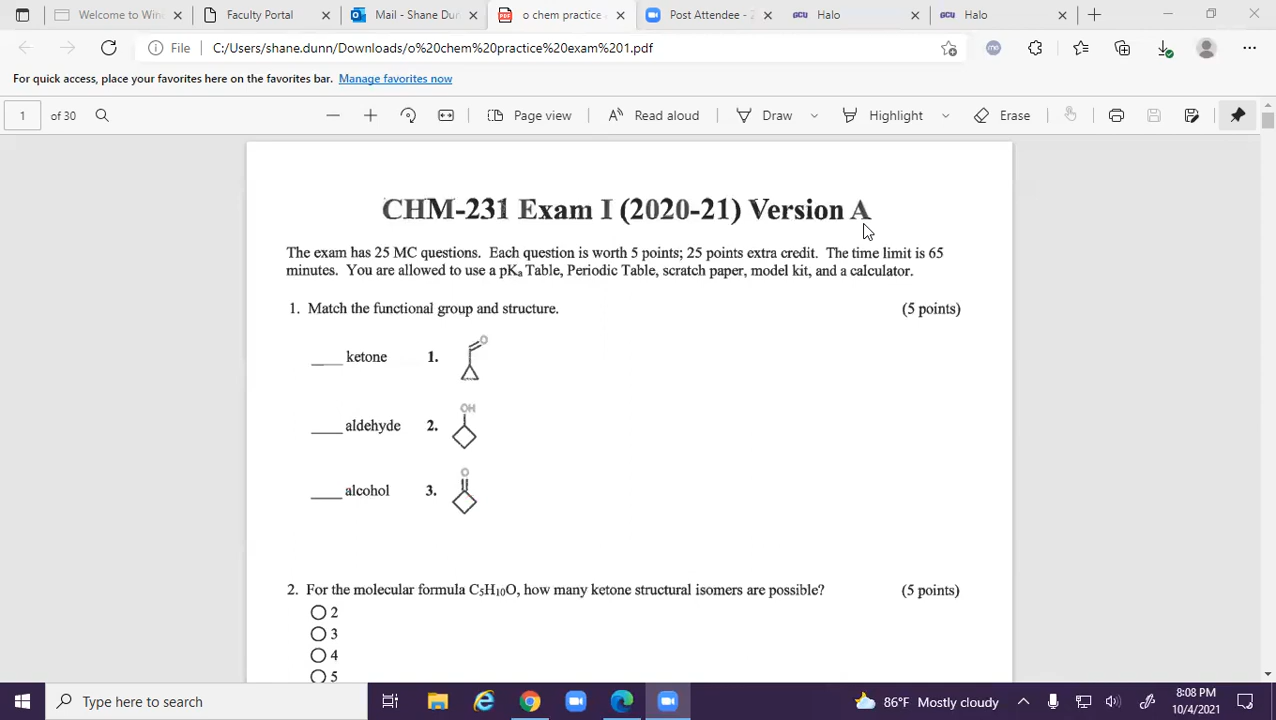 Welcome to Win
Faculty Portal
Mail - Shane Dun
PDF
o chem practice
Post Attendee -
GCU Halo
GCU Halo
File C:/Users/shane.dunn/Downloads/o%20chem%20practice%20exam%201.pdf
For quick access, place your favorites here on the favorites bar. Manage favorites now
1 of 30 Page view Read aloud Draw Highlight Erase
CHM-231 Exam I (2020-21) Version A
The exam has 25 MC questions. Each question is worth 5 points; 25 points extra credit. The time limit is 65
minutes. You are allowed to use a pKa Table, Periodic Table, scratch paper, model kit, and a calculator.
1. Match the functional group and structure. (5 points)
O
____ ketone 1.
OH
____ aldehyde 2.
O
____ alcohol 3.
2. For the molecular formula C5H10O, how many ketone structural isomers are possible? (5 points)
2
3
4
5
Type here to search 86°F Mostly cloudy 8:08 PM
10/4/2021